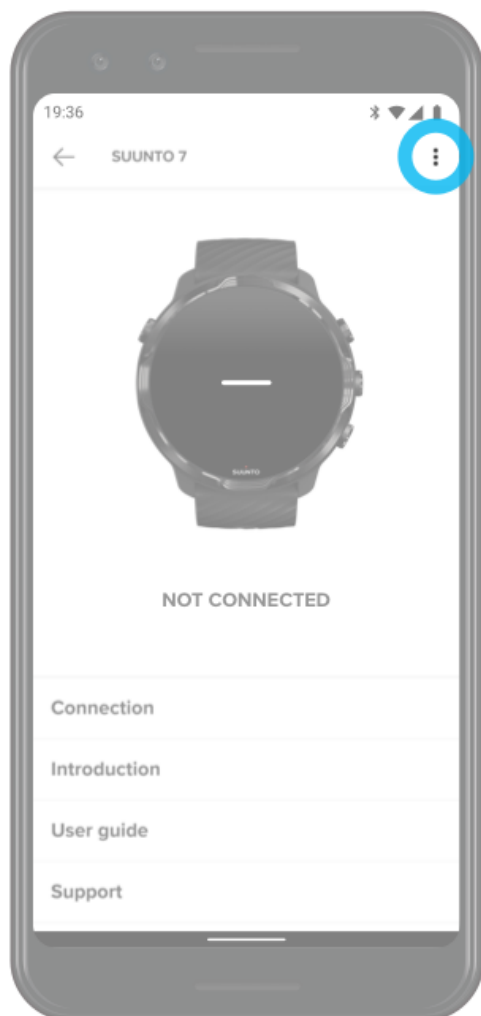 19:36
SUUNTO 7
SUUNTO
NOT CONNECTED
Connection
Introduction
User guide
Support